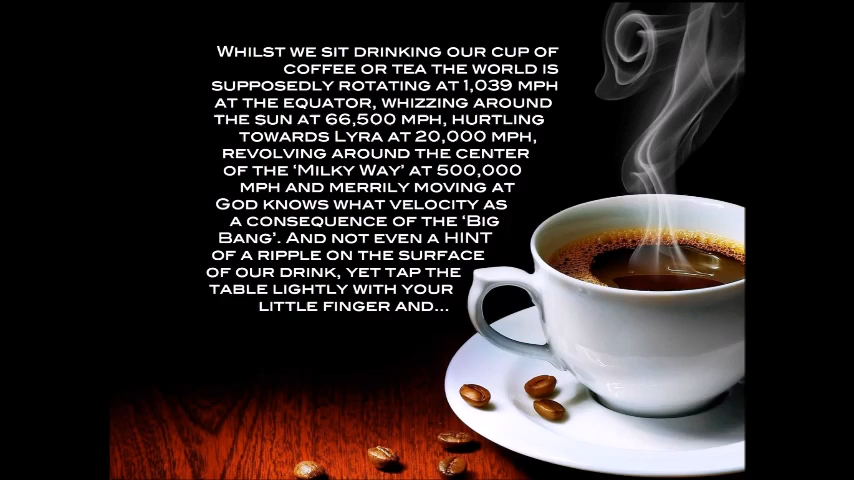 Whilst we sit drinking our cup of
coffee or tea the world is
supposedly rotating at 1,039 mph
at the equator, whizzing around
the sun at 66,500 mph, hurtling
towards Lyra at 20,000 mph,
revolving around the center
of the ‘Milky Way’ at 500,000
mph and merrily moving at
God knows what velocity as
a consequence of the ‘Big
Bang’. And not even a HINT
of a ripple on the surface
of our drink, yet tap the
table lightly with your
little finger and...